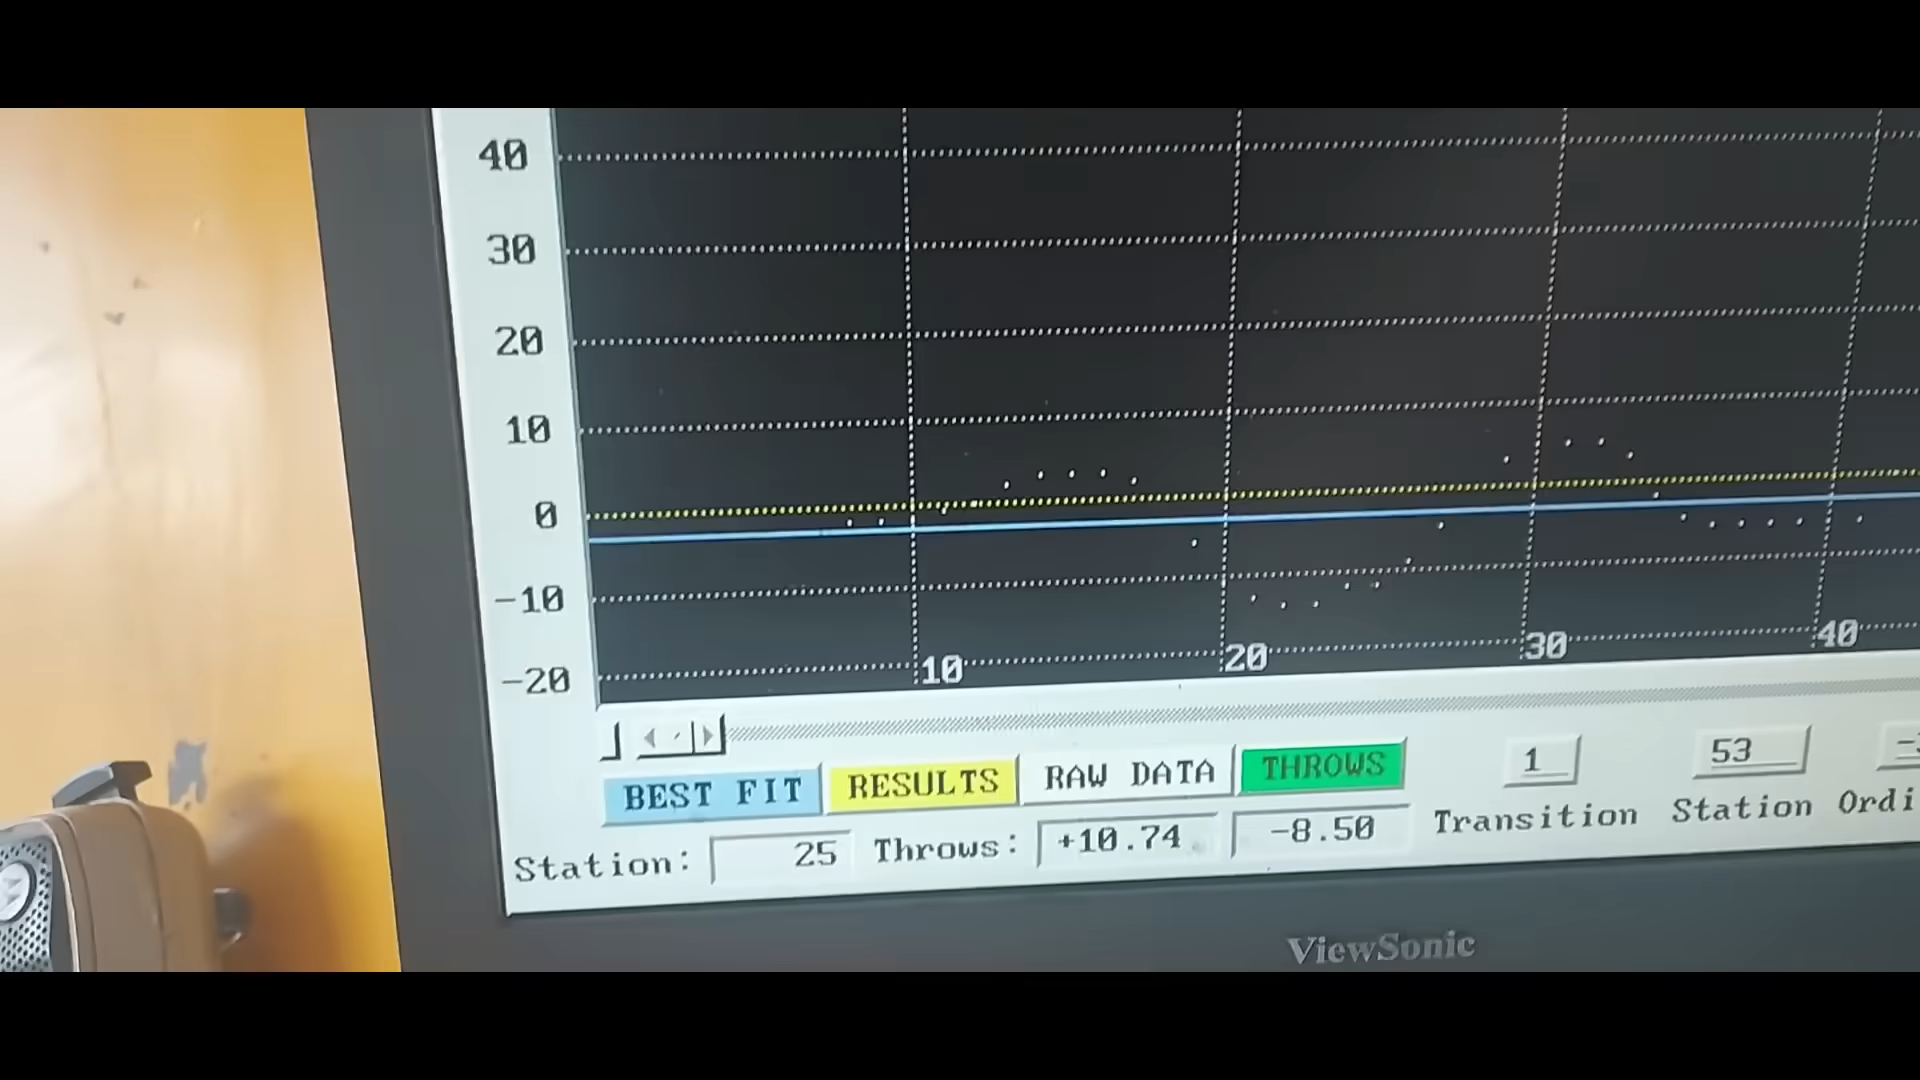 40
30
20
10
0
-10
-20
10 20 30 40
BEST FIT RESULTS RAW DATA THROWS 1 53
Station: 25 Throws: +10.74 -8.50 Transition Station Ordi
ViewSonic